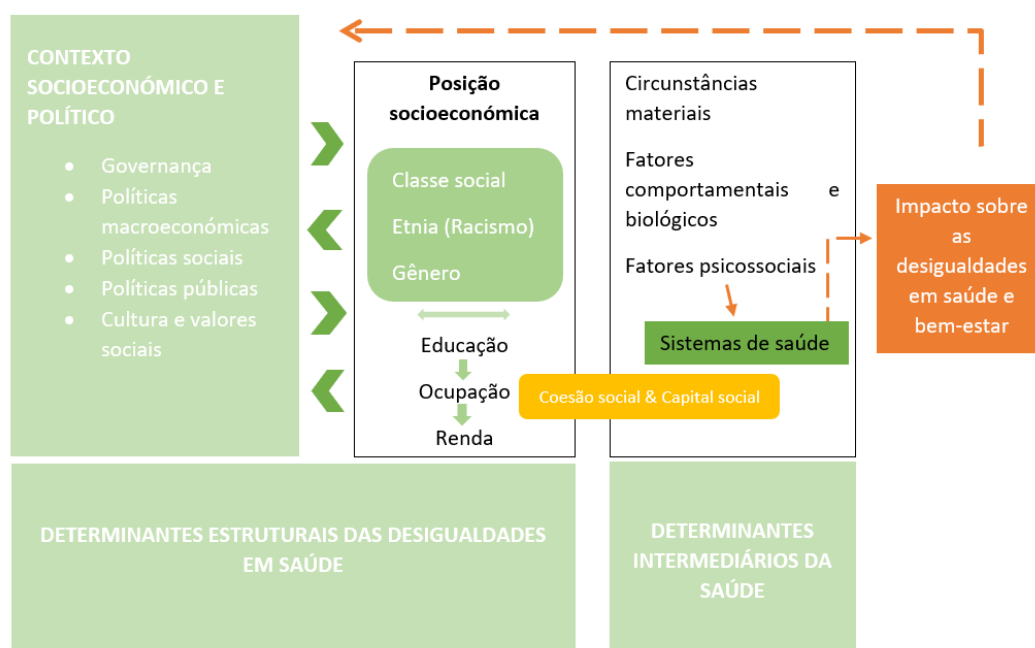 CONTEXTO
SOCIOECONÓMICO E
POLÍTICO
• Governança
• Políticas
macroeconómicas
• Políticas sociais
• Políticas públicas
• Cultura e valores
sociais
Posição
socioeconómica
Classe social
Etnia (Racismo)
Gênero
Educação
Ocupação
Renda
Coesão social & Capital social
Circunstâncias
materiais
Fatores
comportamentais e
biológicos
Fatores psicossociais
Sistemas de saúde
Impacto sobre
as
desigualdades
em saúde e
bem-estar
DETERMINANTES ESTRUTURAIS DAS DESIGUALDADES
EM SAÚDE
DETERMINANTES
INTERMEDIÁRIOS DA
SAÚDE